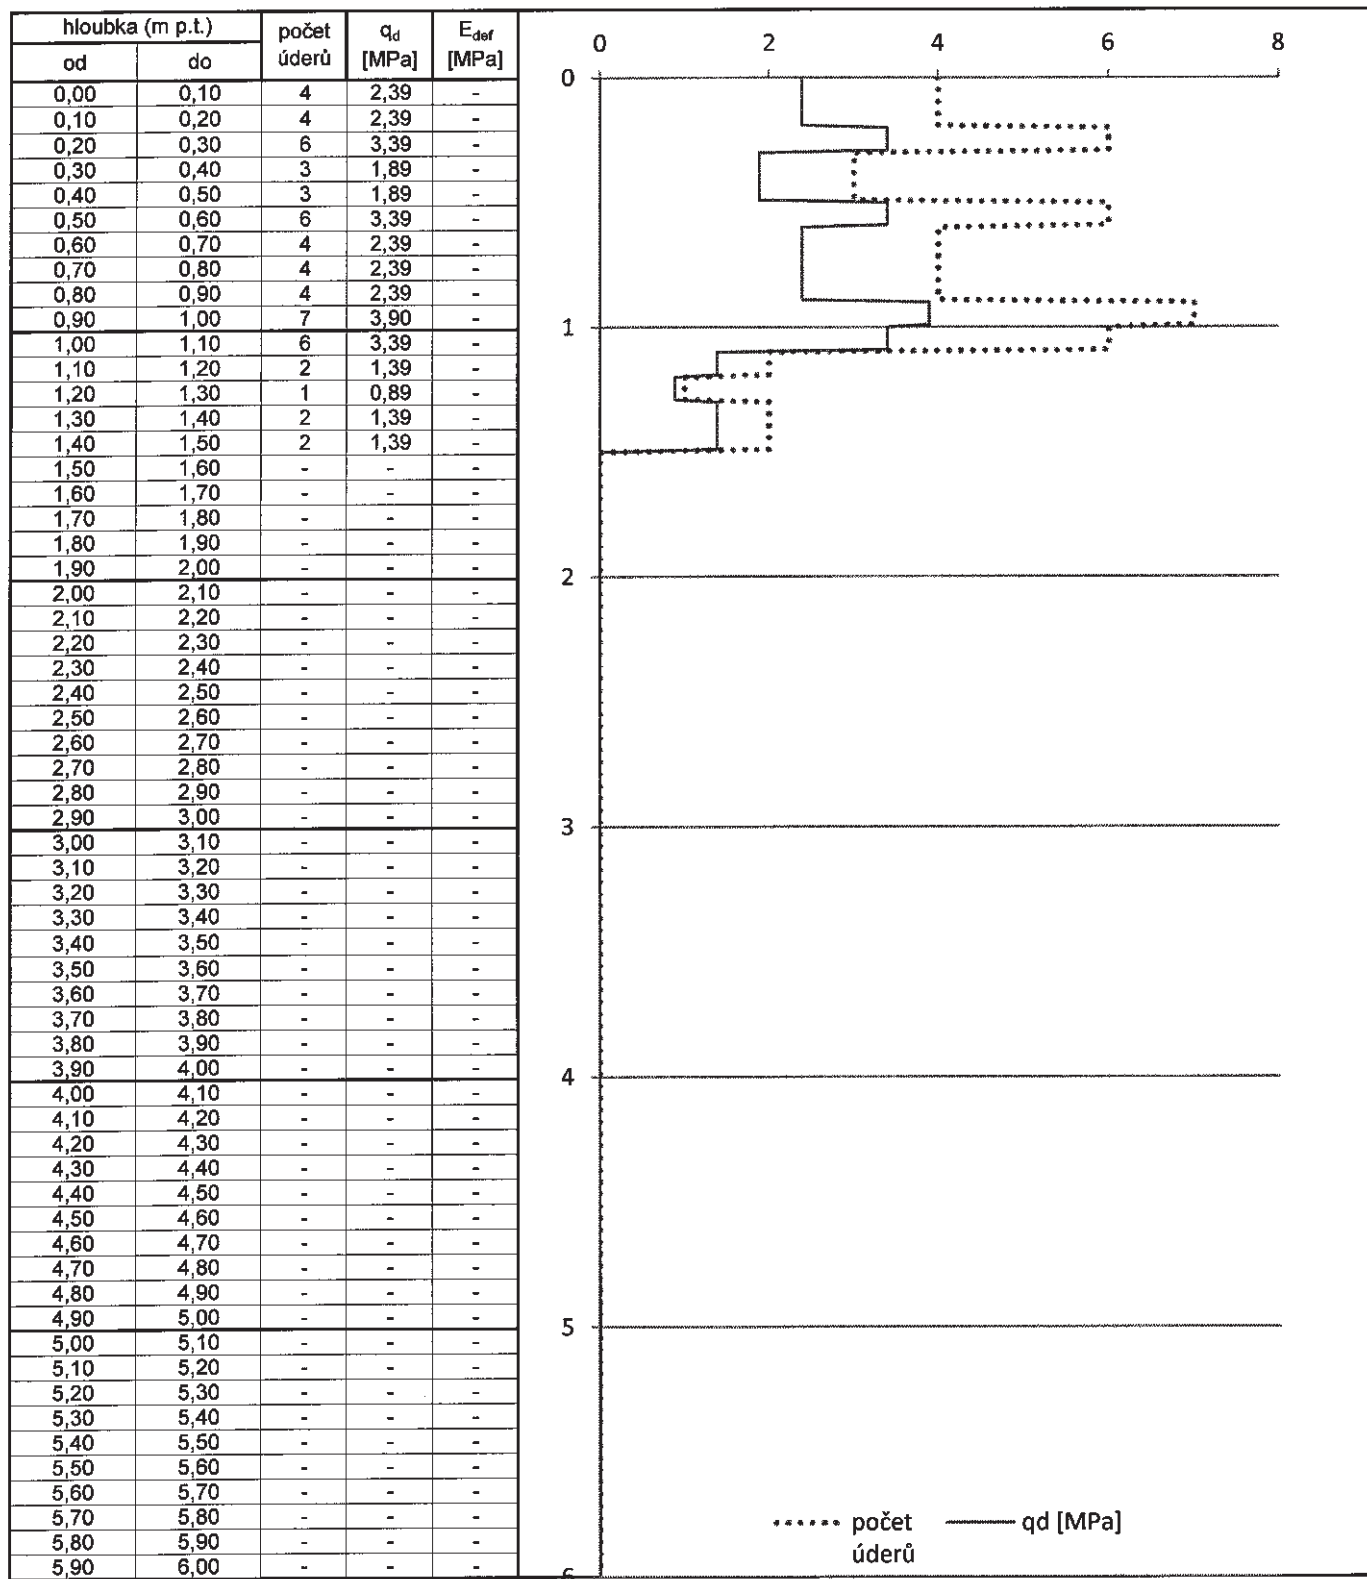 hloubka (m p.t.) počet úderů qd [MPa] Edef [MPa]
od do
0,00 0,10 4 2,39 -
0,10 0,20 4 2,39 -
0,20 0,30 6 3,39 -
0,30 0,40 3 1,89 -
0,40 0,50 3 1,89 -
0,50 0,60 6 3,39 -
0,60 0,70 4 2,39 -
0,70 0,80 4 2,39 -
0,80 0,90 4 2,39 -
0,90 1,00 7 3,90 -
1,00 1,10 6 3,39 -
1,10 1,20 2 1,39 -
1,20 1,30 1 0,89 -
1,30 1,40 2 1,39 -
1,40 1,50 2 1,39 -
1,50 1,60 - - -
1,60 1,70 - - -
1,70 1,80 - - -
1,80 1,90 - - -
1,90 2,00 - - -
2,00 2,10 - - -
2,10 2,20 - - -
2,20 2,30 - - -
2,30 2,40 - - -
2,40 2,50 - - -
2,50 2,60 - - -
2,60 2,70 - - -
2,70 2,80 - - -
2,80 2,90 - - -
2,90 3,00 - - -
3,00 3,10 - - -
3,10 3,20 - - -
3,20 3,30 - - -
3,30 3,40 - - -
3,40 3,50 - - -
3,50 3,60 - - -
3,60 3,70 - - -
3,70 3,80 - - -
3,80 3,90 - - -
3,90 4,00 - - -
4,00 4,10 - - -
4,10 4,20 - - -
4,20 4,30 - - -
4,30 4,40 - - -
4,40 4,50 - - -
4,50 4,60 - - -
4,60 4,70 - - -
4,70 4,80 - - -
4,80 4,90 - - -
4,90 5,00 - - -
5,00 5,10 - - -
5,10 5,20 - - -
5,20 5,30 - - -
5,30 5,40 - - -
5,40 5,50 - - -
5,50 5,60 - - -
5,60 5,70 - - -
5,70 5,80 - - -
5,80 5,90 - - -
5,90 6,00 - - -
0 2 4 6 8
0
1
2
3
4
5
6
počet qd [MPa]
úderů